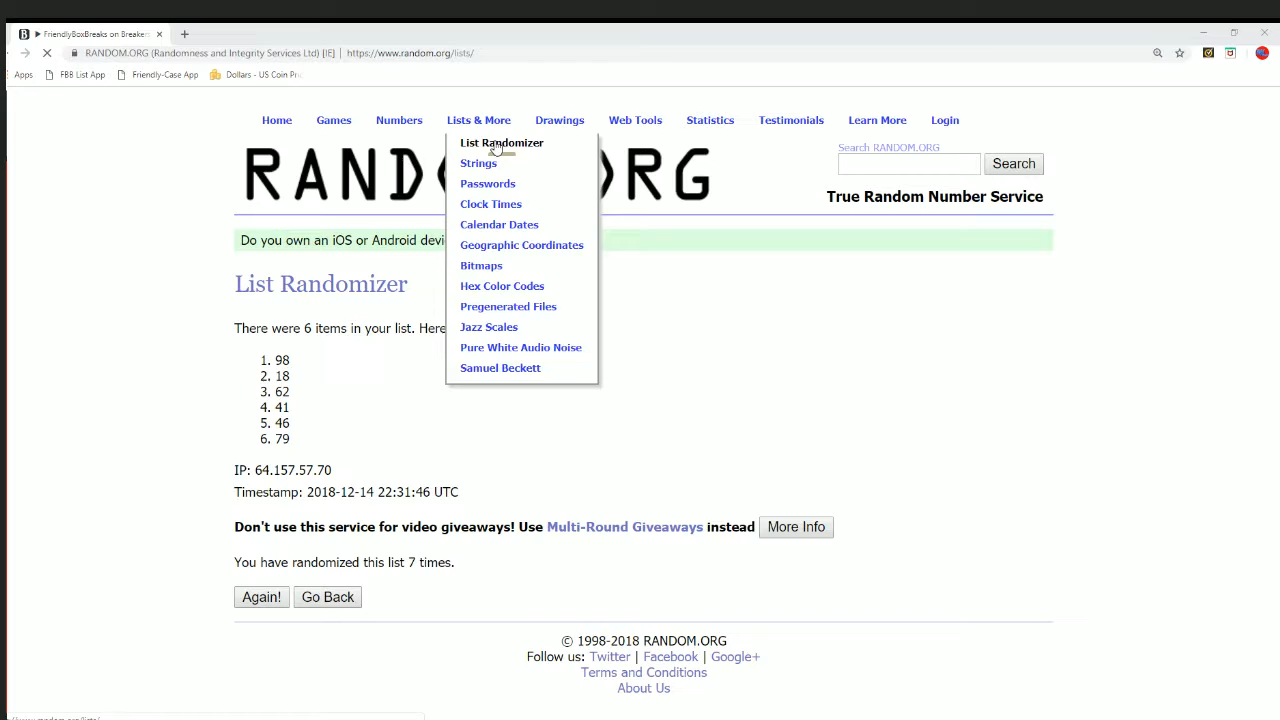 FriendlyBoxBreaks on Breakers
RANDOM.ORG (Randomness and Integrity Services Ltd) [IE] | https://www.random.org/lists/
Apps FBB List App Friendly-Case App Dollars - US Coin Pric
Home Games Numbers Lists & More Drawings Web Tools Statistics Testimonials Learn More Login
List Randomizer
Strings
Passwords
Clock Times
Calendar Dates
Geographic Coordinates
Bitmaps
Hex Color Codes
Pregenerated Files
Jazz Scales
Pure White Audio Noise
Samuel Beckett
Search RANDOM.ORG
Search
True Random Number Service
Do you own an iOS or Android devi
List Randomizer
There were 6 items in your list. Here
1. 98
2. 18
3. 62
4. 41
5. 46
6. 79
IP: 64.157.57.70
Timestamp: 2018-12-14 22:31:46 UTC
Don't use this service for video giveaways! Use Multi-Round Giveaways instead More Info
You have randomized this list 7 times.
Again! Go Back
© 1998-2018 RANDOM.ORG
Follow us: Twitter | Facebook | Google+
Terms and Conditions
About Us